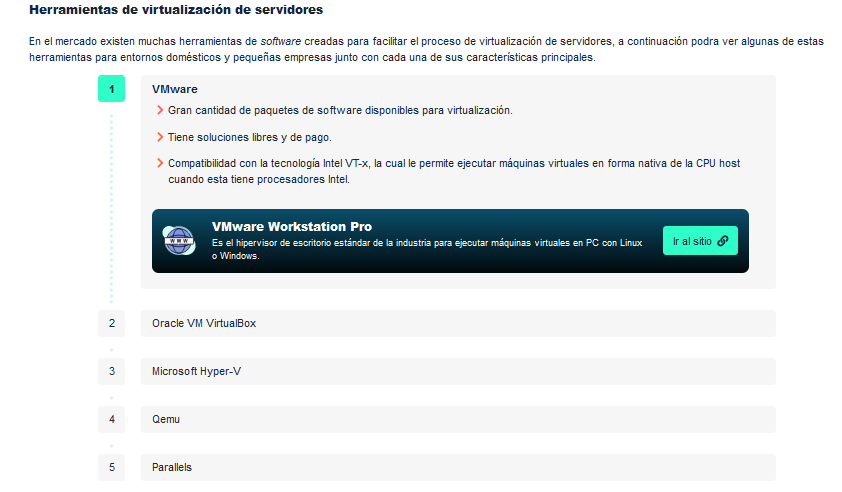 Herramientas de virtualización de servidores
En el mercado existen muchas herramientas de software creadas para facilitar el proceso de virtualización de servidores, a continuación podra ver algunas de estas
herramientas para entornos domésticos y pequeñas empresas junto con cada una de sus características principales.
1
VMware
Gran cantidad de paquetes de software disponibles para virtualización.
Tiene soluciones libres y de pago.
Compatibilidad con la tecnología Intel VT-x, la cual le permite ejecutar máquinas virtuales en forma nativa de la CPU host
cuando esta tiene procesadores Intel.
WWW
VMware Workstation Pro
Es el hipervisor de escritorio estándar de la industria para ejecutar máquinas virtuales en PC con Linux
o Windows.
Ir al sitio
2
Oracle VM VirtualBox
3
Microsoft Hyper-V
4
Qemu
5
Parallels